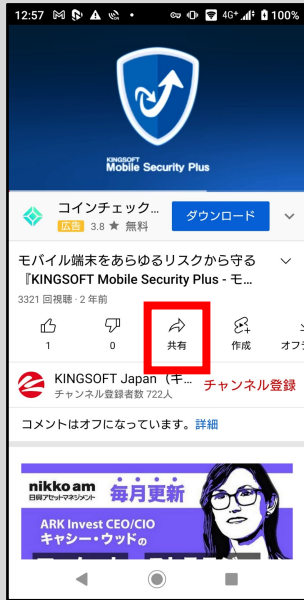 12:57
4G+
100%
KINGSOFT
Mobile Security Plus
コインチェック...
広告 3.8 ★ 無料
ダウンロード
モバイル端末をあらゆるリスクから守る
『KINGSOFT Mobile Security Plus - モ...
3321 回視聴・2 年前
1
0
共有
作成
オフラ
KINGSOFT Japan（キ...
チャンネル登録者数 722人
チャンネル登録
コメントはオフになっています。詳細
nikko am
日興アセットマネジメント
毎月更新
ARK Invest CEO/CIO
キャシー・ウッドの